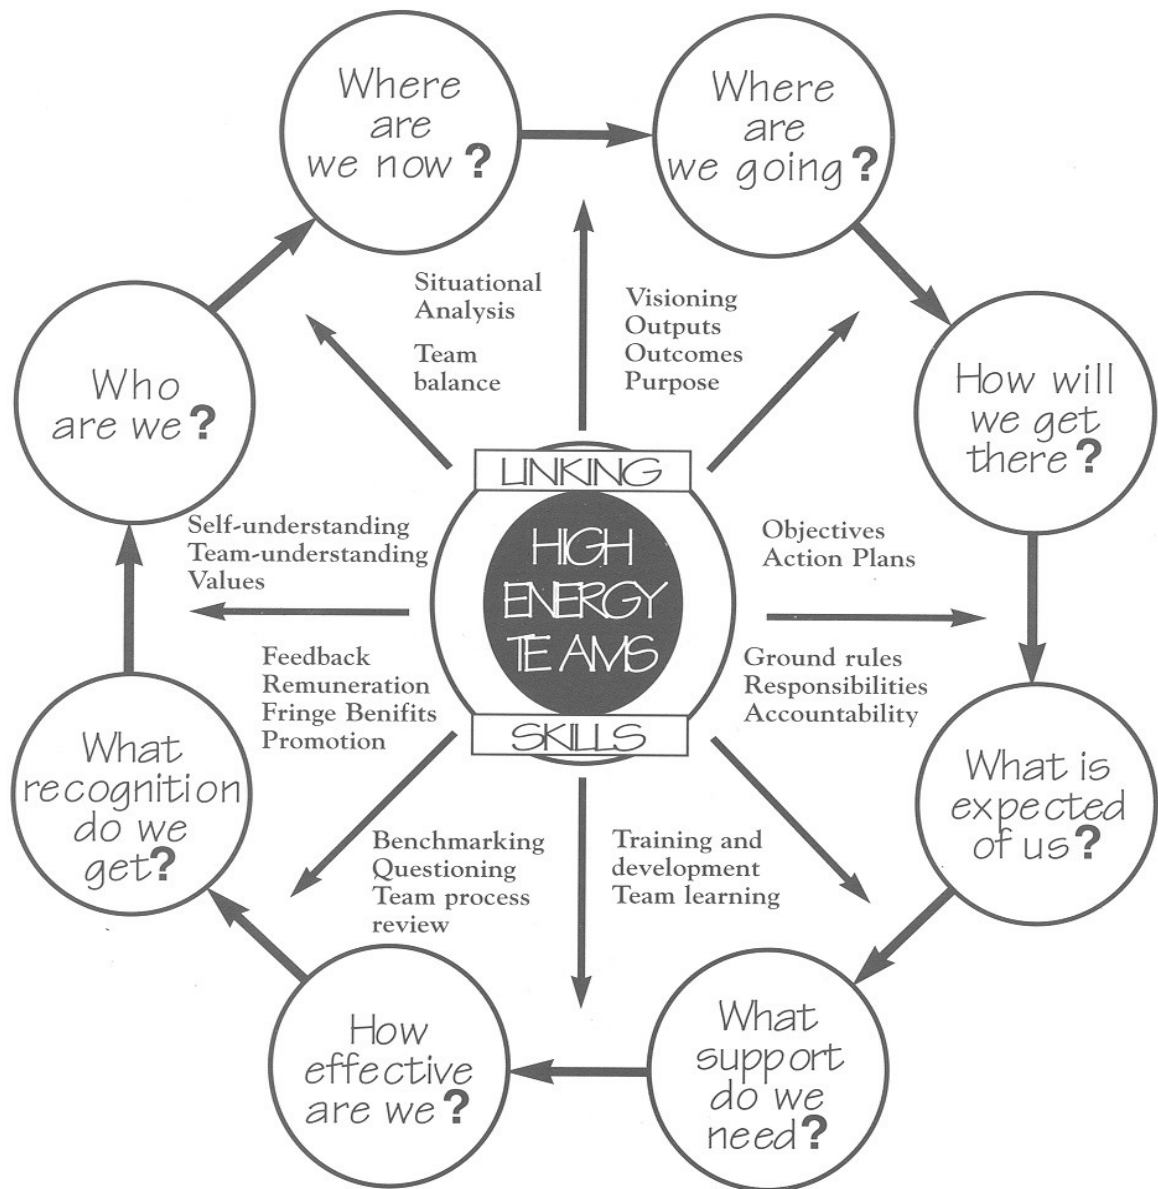 Where
are
we now?
Where
are
we going?
Situational
Analysis
Team
balance
Visioning
Outputs
Outcomes
Purpose
Who
are we?
How will
we get
there?
LINKING
HIGH
ENERGY
TEAMS
SKILLS
Self-understanding
Team-understanding
Values
Objectives
Action Plans
Feedback
Remuneration
Fringe Benifits
Promotion
Ground rules
Responsibilities
Accountability
What
recognition
do we
get?
What is
expected
of us?
Benchmarking
Questioning
Team process
review
Training and
development
Team learning
How
effective
are we?
What
support
do we
need?